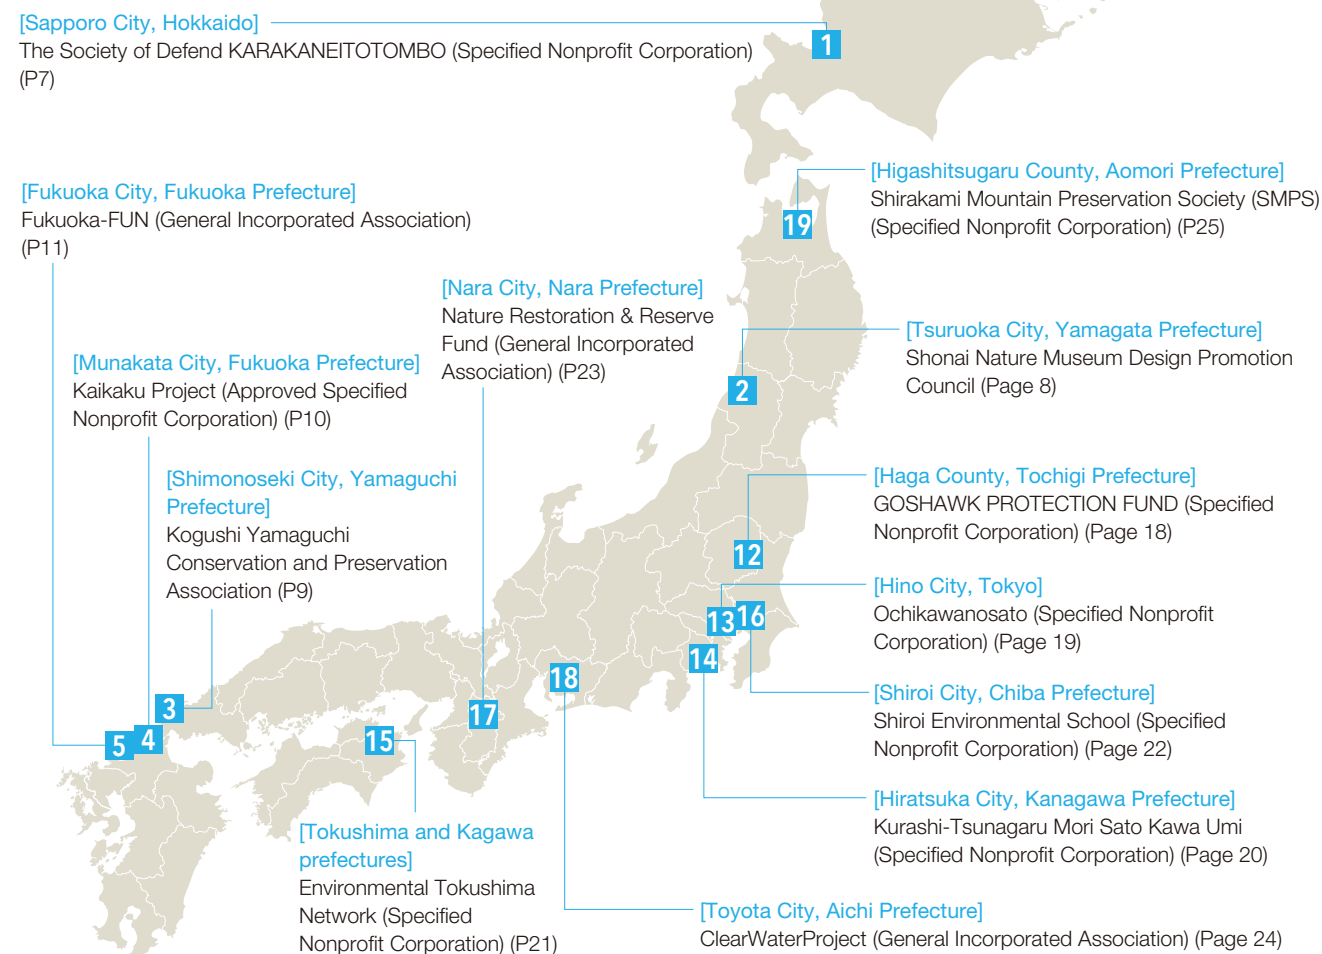 [Sapporo City, Hokkaido]
The Society of Defend KARAKANEITOTOMBO (Specified Nonprofit Corporation)
(P7)
1
[Higashitsugaru County, Aomori Prefecture]
Shirakami Mountain Preservation Society (SMPS)
(Specified Nonprofit Corporation) (P25)
19
[Fukuoka City, Fukuoka Prefecture]
Fukuoka-FUN (General Incorporated Association)
(P11)
[Nara City, Nara Prefecture]
Nature Restoration & Reserve
Fund (General Incorporated
Association) (P23)
[Tsuruoka City, Yamagata Prefecture]
Shonai Nature Museum Design Promotion
Council (Page 8)
2
[Munakata City, Fukuoka Prefecture]
Kaikaku Project (Approved Specified
Nonprofit Corporation) (P10)
[Shimonoseki City, Yamaguchi
Prefecture]
Kogushi Yamaguchi
Conservation and Preservation
Association (P9)
[Haga County, Tochigi Prefecture]
GOSHAWK PROTECTION FUND (Specified
Nonprofit Corporation) (Page 18)
12
[Hino City, Tokyo]
Ochikawanosato (Specified Nonprofit
Corporation) (Page 19)
13
16
14
18
[Shiroi City, Chiba Prefecture]
Shiroi Environmental School (Specified
Nonprofit Corporation) (Page 22)
3
17
5
4
15
[Hiratsuka City, Kanagawa Prefecture]
Kurashi-Tsunagaru Mori Sato Kawa Umi
(Specified Nonprofit Corporation) (Page 20)
[Tokushima and Kagawa
prefectures]
Environmental Tokushima
Network (Specified
Nonprofit Corporation) (P21)
[Toyota City, Aichi Prefecture]
ClearWaterProject (General Incorporated Association) (Page 24)